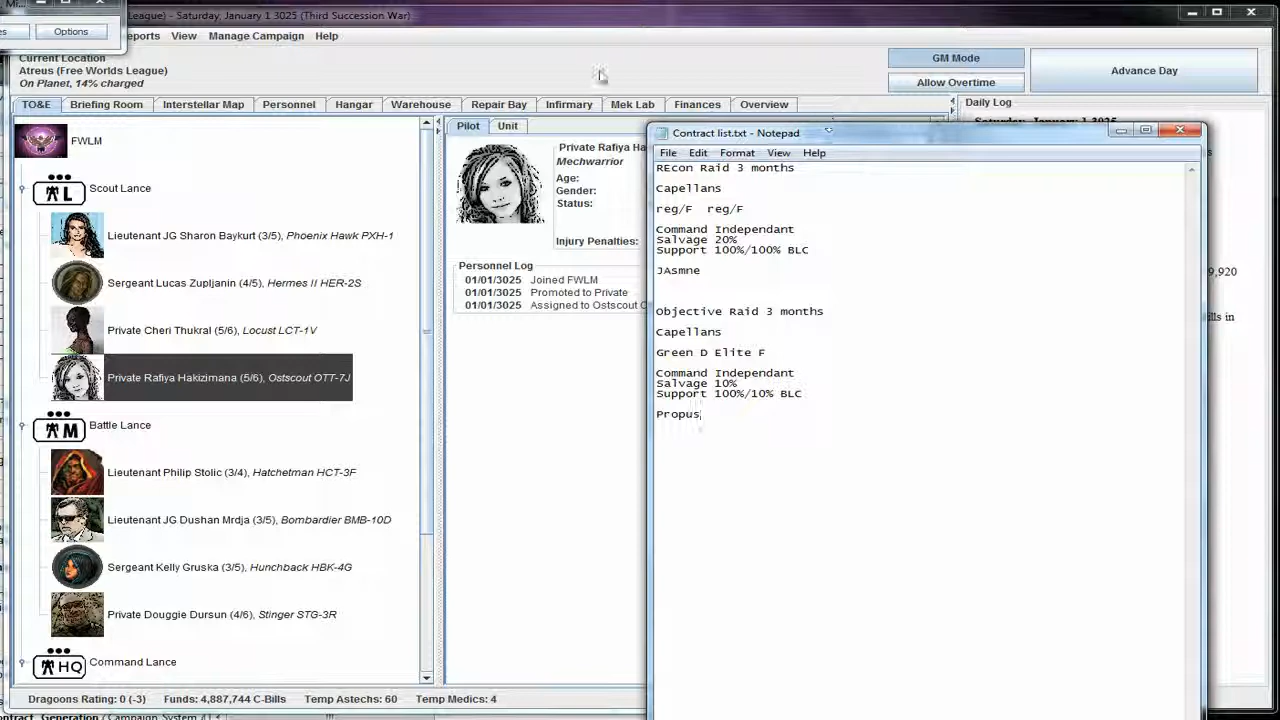 League) - Saturday, January 1 3025 (Third Succession War)
Options
View Manage Campaign Help
Current Location
Atreus (Free Worlds League)
On Planet, 14% charged
GM Mode
Allow Overtime
Advance Day
TO&E Briefing Room Interstellar Map Personnel Hangar Warehouse Repair Bay Infirmary Mek Lab Finances Overview
Daily Log
Saturday, January 1 3025
FWLM
Scout Lance
L
Lieutenant JG Sharon Baykurt (3/5), Phoenix Hawk PXH-1
Sergeant Lucas Zupljanin (4/5), Hermes II HER-2S
Private Cheri Thukral (5/6), Locust LCT-1V
Private Rafiya Hakizimana (5/6), Ostscout OTT-7J
Battle Lance
M
Lieutenant Philip Stolic (3/4), Hatchetman HCT-3F
Lieutenant JG Dushan Mrdja (3/5), Bombardier BMB-10D
Sergeant Kelly Gruska (3/5), Hunchback HBK-4G
Private Douggie Dursun (4/6), Stinger STG-3R
Command Lance
HQ
Pilot Unit
Private Rafiya Ha
Mechwarrior
Age:
Gender:
Status:
Injury Penalties:
Personnel Log
01/01/3025 Joined FWLM
01/01/3025 Promoted to Private
01/01/3025 Assigned to Ostscout O
Contract list.txt - Notepad
File Edit Format View Help
REcon Raid 3 months
Capellans
reg/F reg/F
Command Independant
Salvage 20%
Support 100%/100% BLC
JAsmne
Objective Raid 3 months
Capellans
Green D Elite F
Command Independant
Salvage 10%
Support 100%/10% BLC
Propus
9,920
lls in
Dragoons Rating: 0 (-3) Funds: 4,887,744 C-Bills Temp Astechs: 60 Temp Medics: 4